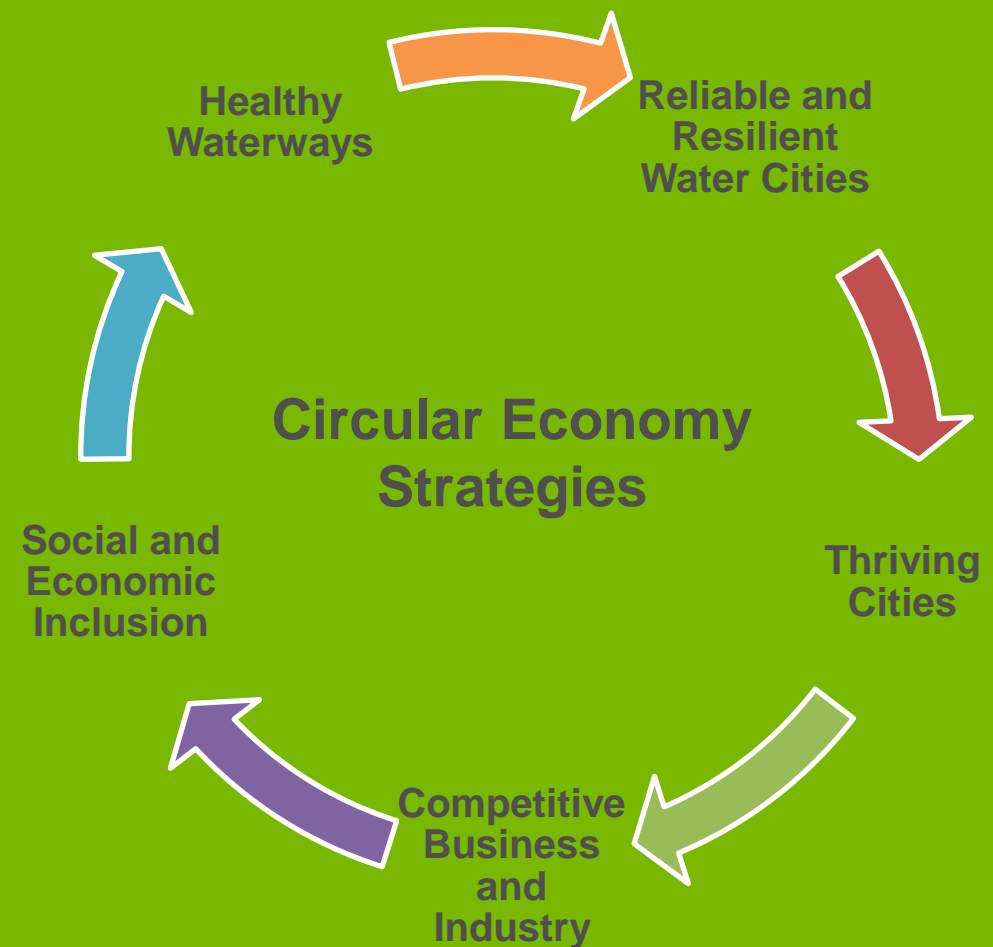 Healthy
Waterways
Reliable and
Resilient
Water Cities
Circular Economy
Strategies
Social and
Economic
Inclusion
Thriving
Cities
Competitive
Business
and
Industry